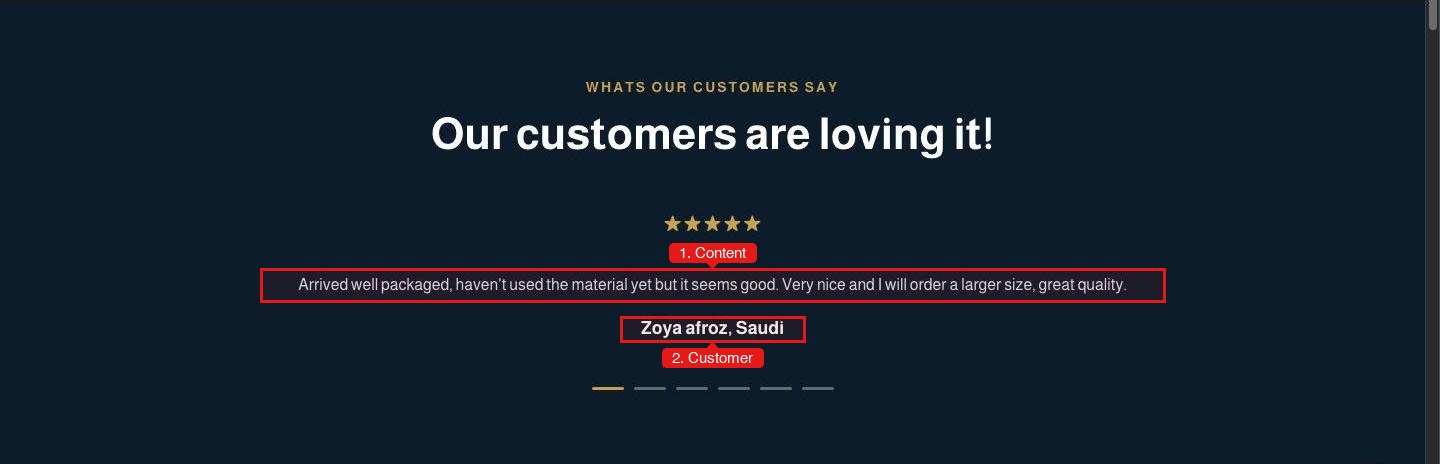 WHATS OUR CUSTOMERS SAY
Our customers are loving it!
1. Content
Arrived well packaged, haven't used the material yet but it seems good. Very nice and I will order a larger size, great quality.
Zoya afroz, Saudi
2. Customer